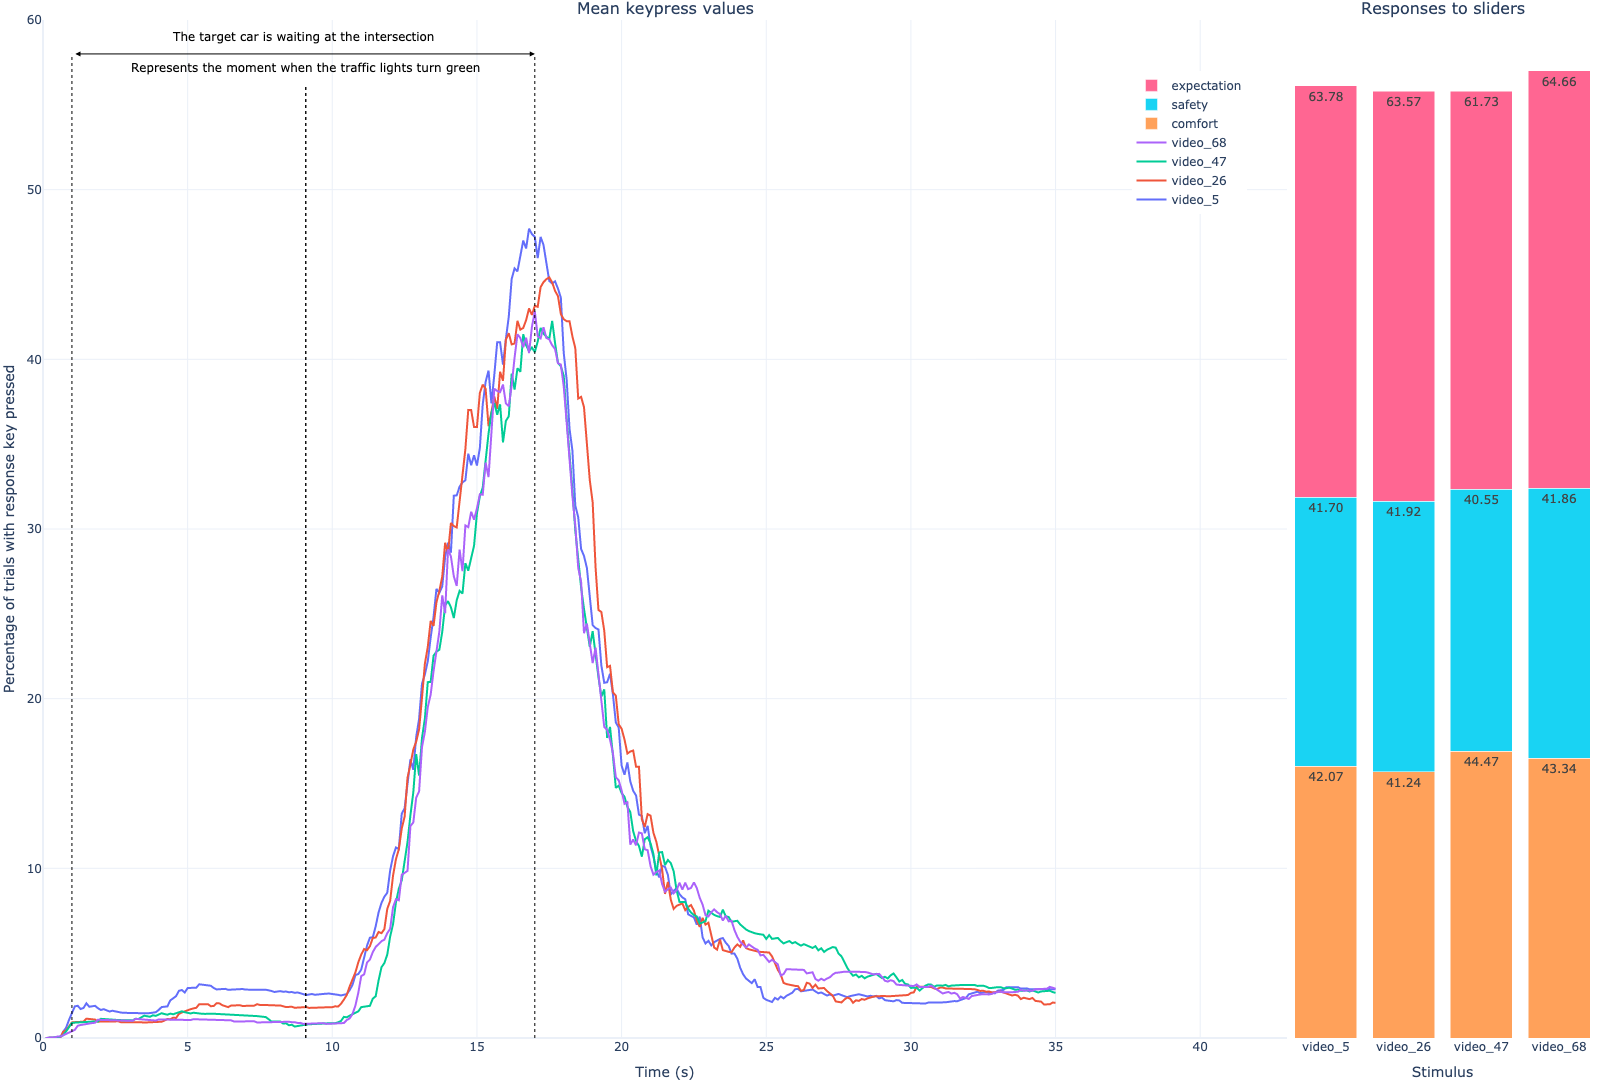 Mean keypress values
Responses to sliders
60
50
40
30
20
10
0
Percentage of trials with response key pressed
The target car is waiting at the intersection
Represents the moment when the traffic lights turn green
expectation
safety
comfort
video_68
video_47
video_26
video_5
0 5 10 15 20 25 30 35 40
Time (s)
63.78 63.57 61.73 64.66
41.70 41.92 40.55 41.86
42.07 41.24 44.47 43.34
video_5 video_26 video_47 video_68
Stimulus